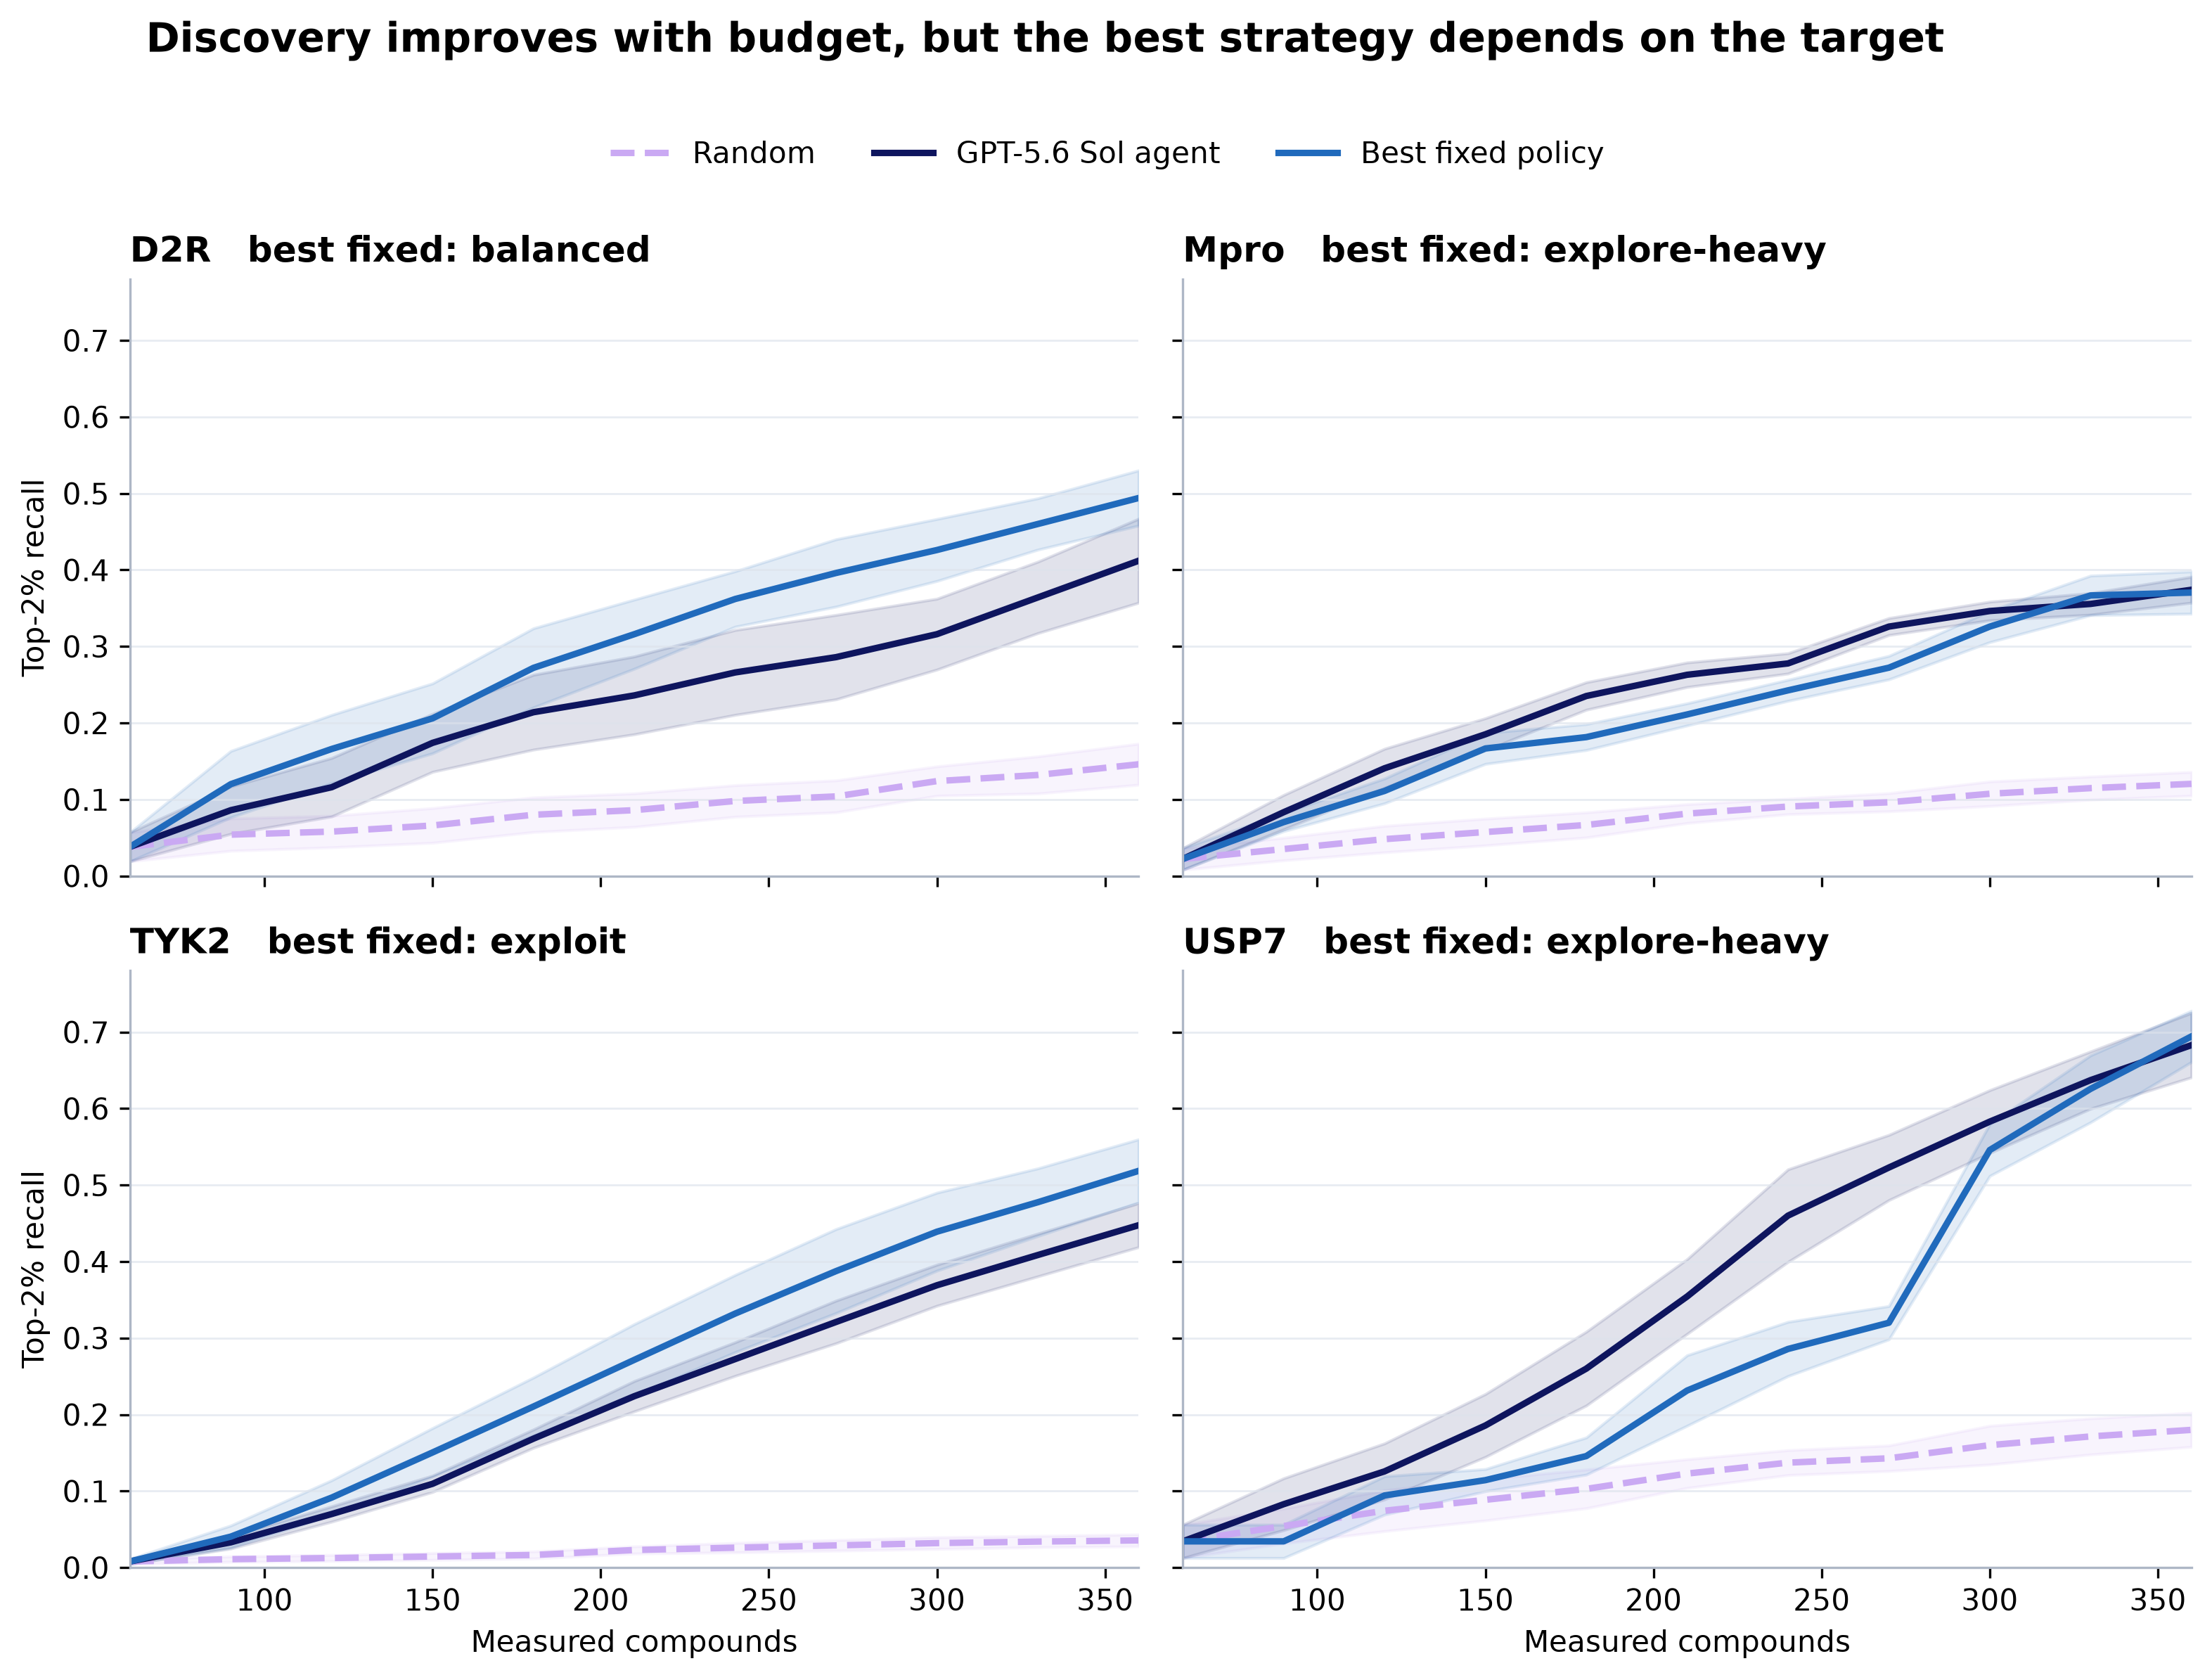 Discovery improves with budget, but the best strategy depends on the target
Random GPT-5.6 Sol agent Best fixed policy
D2R best fixed: balanced
Mpro best fixed: explore-heavy
Top-2% recall
0.7
0.6
0.5
0.4
0.3
0.2
0.1
0.0
TYK2 best fixed: exploit
USP7 best fixed: explore-heavy
Top-2% recall
0.7
0.6
0.5
0.4
0.3
0.2
0.1
0.0
100 150 200 250 300 350
100 150 200 250 300 350
Measured compounds
Measured compounds